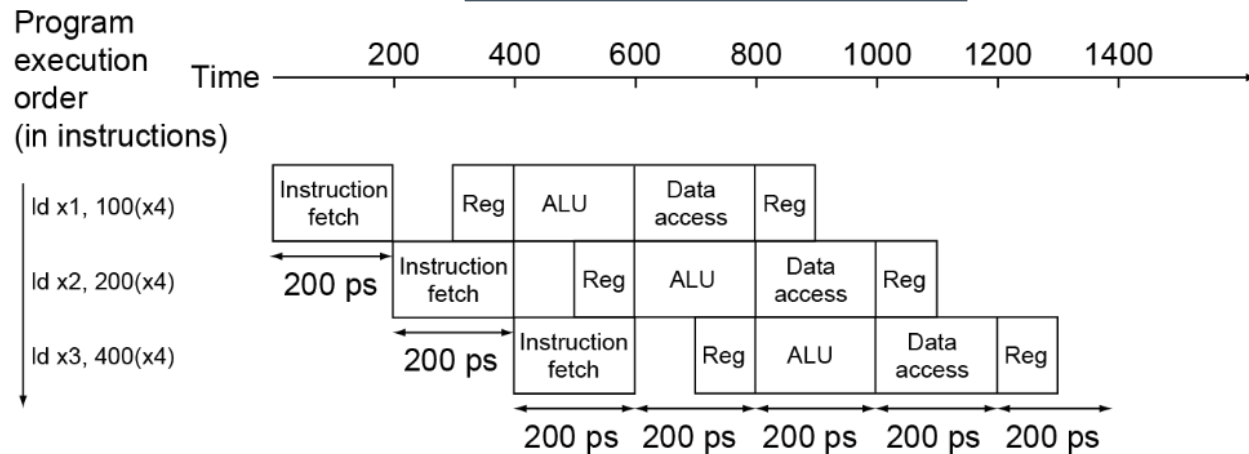 Program
execution
order
(in instructions)
Time
200 400 600 800 1000 1200 1400
ld x1, 100(x4)
Instruction
fetch
Reg
ALU
Data
access
Reg
200 ps
ld x2, 200(x4)
Instruction
fetch
Reg
ALU
Data
access
Reg
200 ps
ld x3, 400(x4)
Instruction
fetch
Reg
ALU
Data
access
Reg
200 ps 200 ps 200 ps 200 ps 200 ps